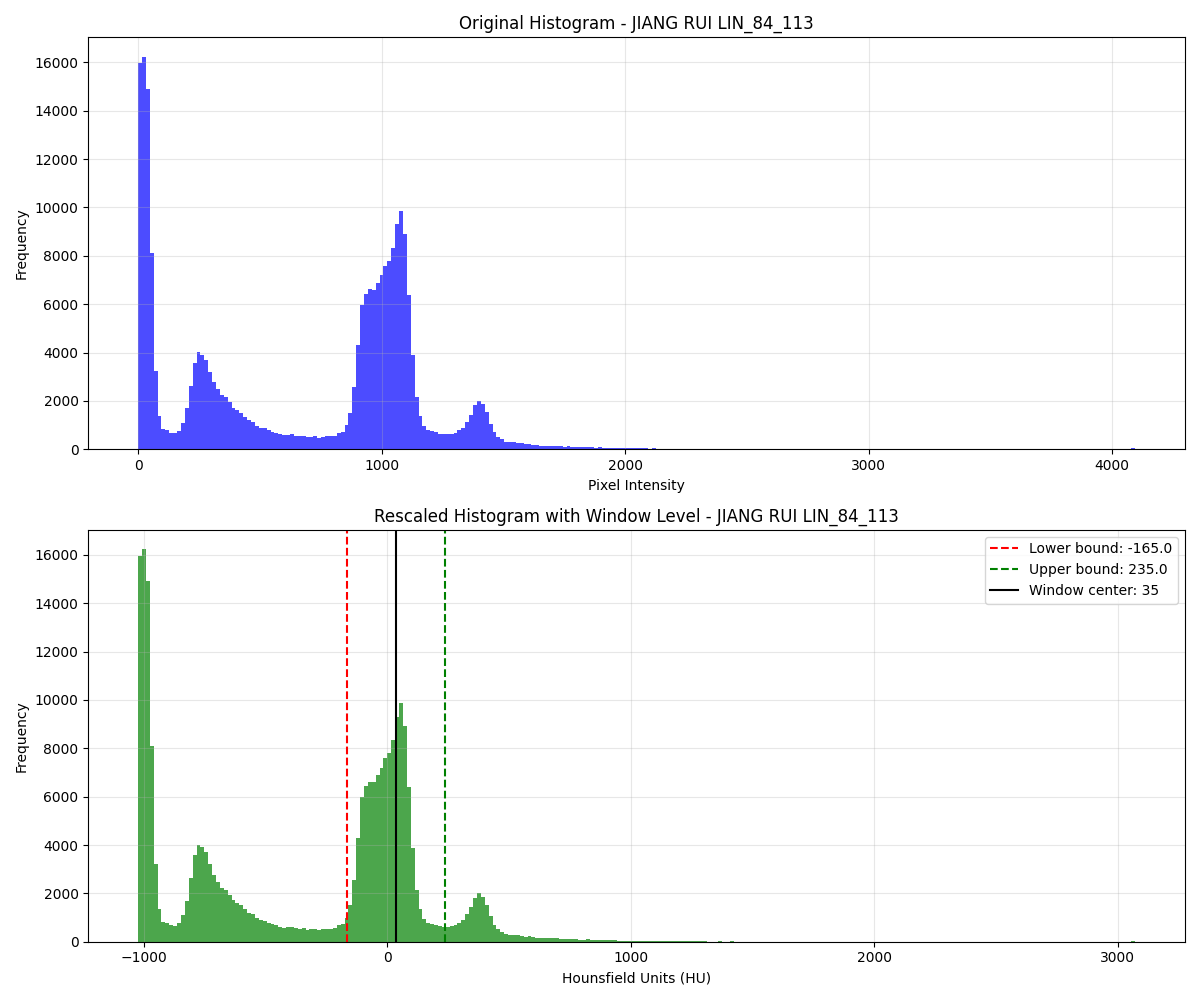 Original Histogram - JIANG RUI LIN_84_113
Frequency
16000
14000
12000
10000
8000
6000
4000
2000
0
0 1000 2000 3000 4000
Pixel Intensity
Rescaled Histogram with Window Level - JIANG RUI LIN_84_113
Frequency
16000
14000
12000
10000
8000
6000
4000
2000
0
Lower bound: -165.0
Upper bound: 235.0
Window center: 35
−1000 0 1000 2000 3000
Hounsfield Units (HU)